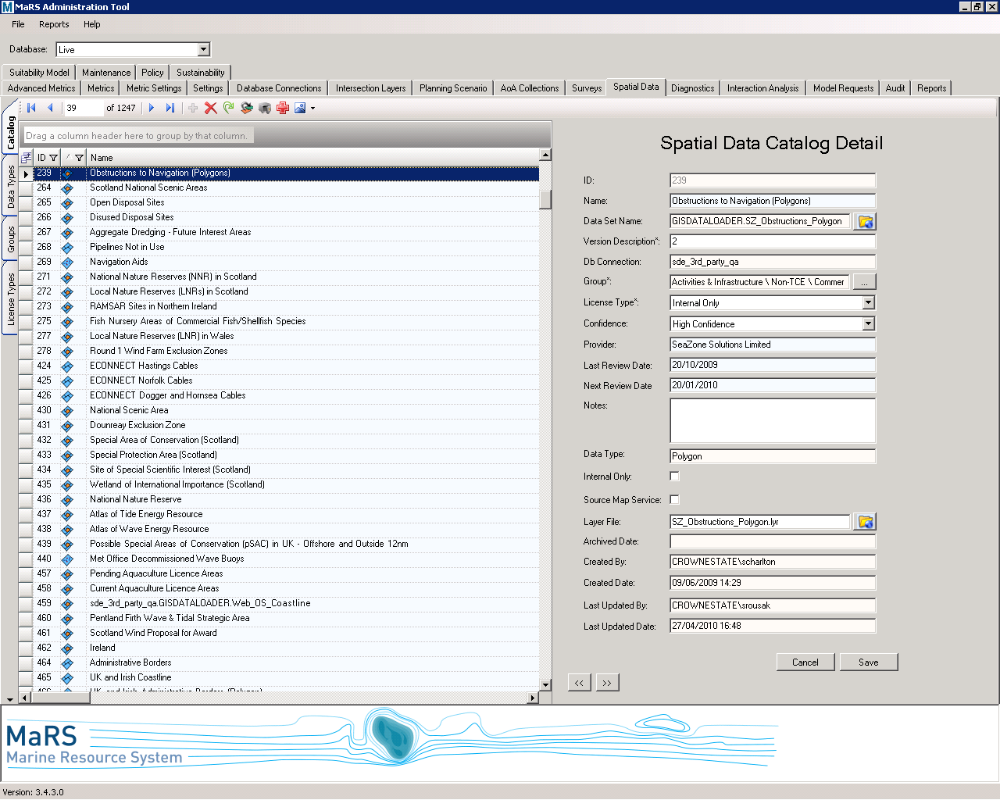 MaRS Administration Tool
File Reports Help
Database: Live
Suitability Model Maintenance Policy Sustainability
Advanced Metrics Metrics Metric Settings Settings Database Connections Intersection Layers Planning Scenario AoA Collections Surveys Spatial Data Diagnostics Interaction Analysis Model Requests Audit Reports
39 of 1247
Catalog
Data Types
Groups
License Types
Drag a column header here to group by that column.
ID Name
239 Obstructions to Navigation (Polygons)
264 Scotland National Scenic Areas
265 Open Disposal Sites
266 Disused Disposal Sites
267 Aggregate Dredging - Future Interest Areas
268 Pipelines Not in Use
269 Navigation Aids
271 National Nature Reserves (NNR) in Scotland
272 Local Nature Reserves (LNRs) in Scotland
273 RAMSAR Sites in Northern Ireland
275 Fish Nursery Areas of Commercial Fish/Shellfish Species
277 Local Nature Reserves (LNR) in Wales
278 Round 1 Wind Farm Exclusion Zones
424 ECONNECT Hastings Cables
425 ECONNECT Norfolk Cables
426 ECONNECT Dogger and Hornsea Cables
430 National Scenic Area
431 Dounreay Exclusion Zone
432 Special Area of Conservation (Scotland)
433 Special Protection Area (Scotland)
434 Site of Special Scientific Interest (Scotland)
435 Wetland of International Importance (Scotland)
436 National Nature Reserve
437 Atlas of Tide Energy Resource
438 Atlas of Wave Energy Resource
439 Possible Special Areas of Conservation (pSAC) in UK - Offshore and Outside 12nm
440 Met Office Decommissioned Wave Buoys
457 Pending Aquaculture Licence Areas
458 Current Aquaculture Licence Areas
459 sde_3rd_party_qa.GISDATALOADER.Web_OS_Coastline
460 Pentland Firth Wave & Tidal Strategic Area
461 Scotland Wind Proposal for Award
462 Ireland
464 Administrative Borders
465 UK and Irish Coastline
466 UK and Irish Administrative Borders (Polygon)
Spatial Data Catalog Detail
ID: 239
Name: Obstructions to Navigation (Polygons)
Data Set Name: GISDATALOADER.SZ_Obstructions_Polygon
Version Description*: 2
Db Connection: sde_3rd_party_qa
Group*: Activities & Infrastructure \ Non-TCE \ Commer ...
License Type*: Internal Only
Confidence: High Confidence
Provider: SeaZone Solutions Limited
Last Review Date: 20/10/2009
Next Review Date 20/01/2010
Notes:
Data Type: Polygon
Internal Only:
Source Map Service:
Layer File: SZ_Obstructions_Polygon.lyr
Archived Date:
Created By: CROWNESTATE\scharlton
Created Date: 09/06/2009 14:29
Last Updated By: CROWNESTATE\srousak
Last Updated Date: 27/04/2010 16:48
Cancel Save
<< >>
MaRS
Marine Resource System
Version: 3.4.3.0